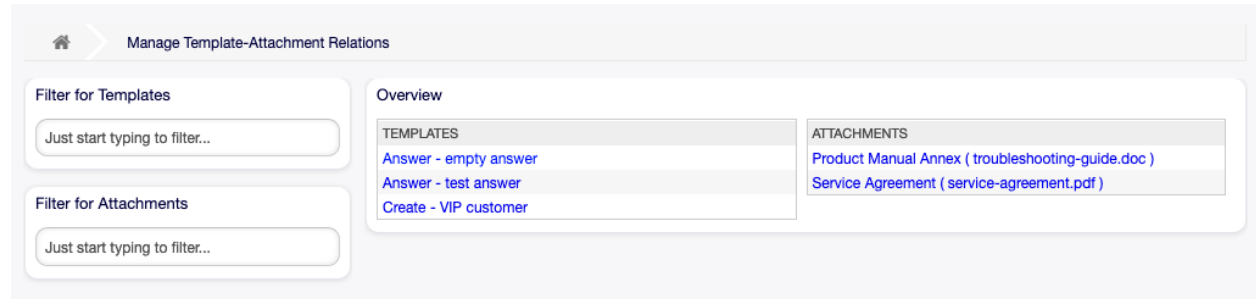 Manage Template-Attachment Relations
Filter for Templates
Just start typing to filter...
Filter for Attachments
Just start typing to filter...
Overview
TEMPLATES
Answer - empty answer
Answer - test answer
Create - VIP customer
ATTACHMENTS
Product Manual Annex ( troubleshooting-guide.doc )
Service Agreement ( service-agreement.pdf )